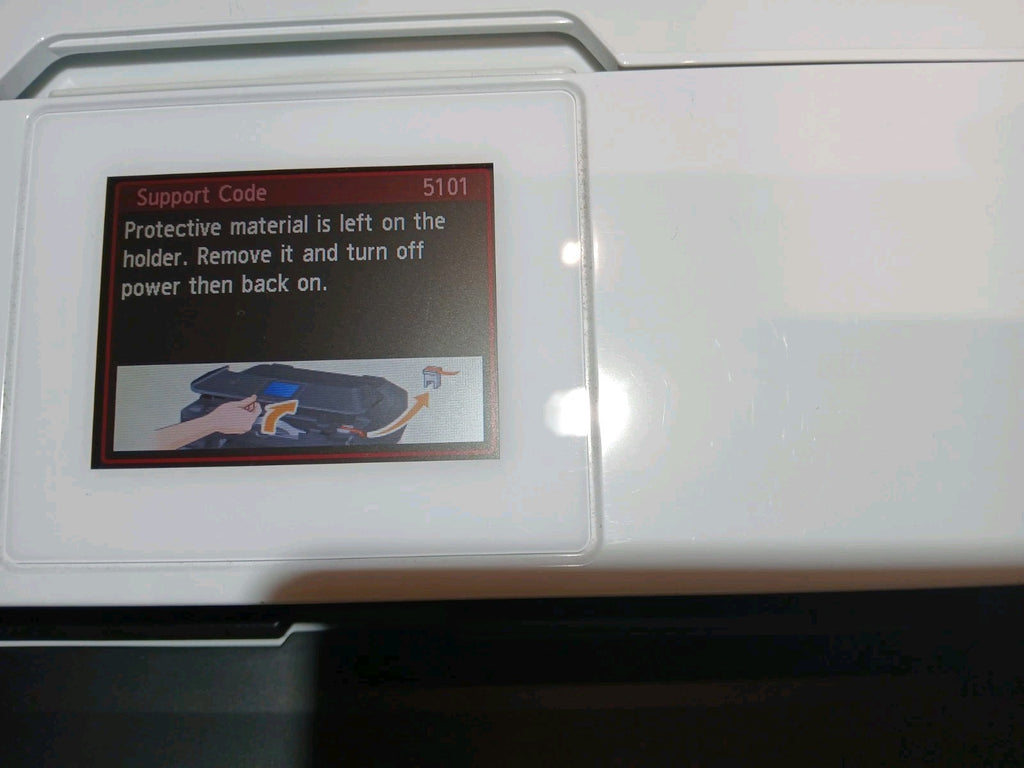 Support Code 5101
Protective material is left on the
holder. Remove it and turn off
power then back on.